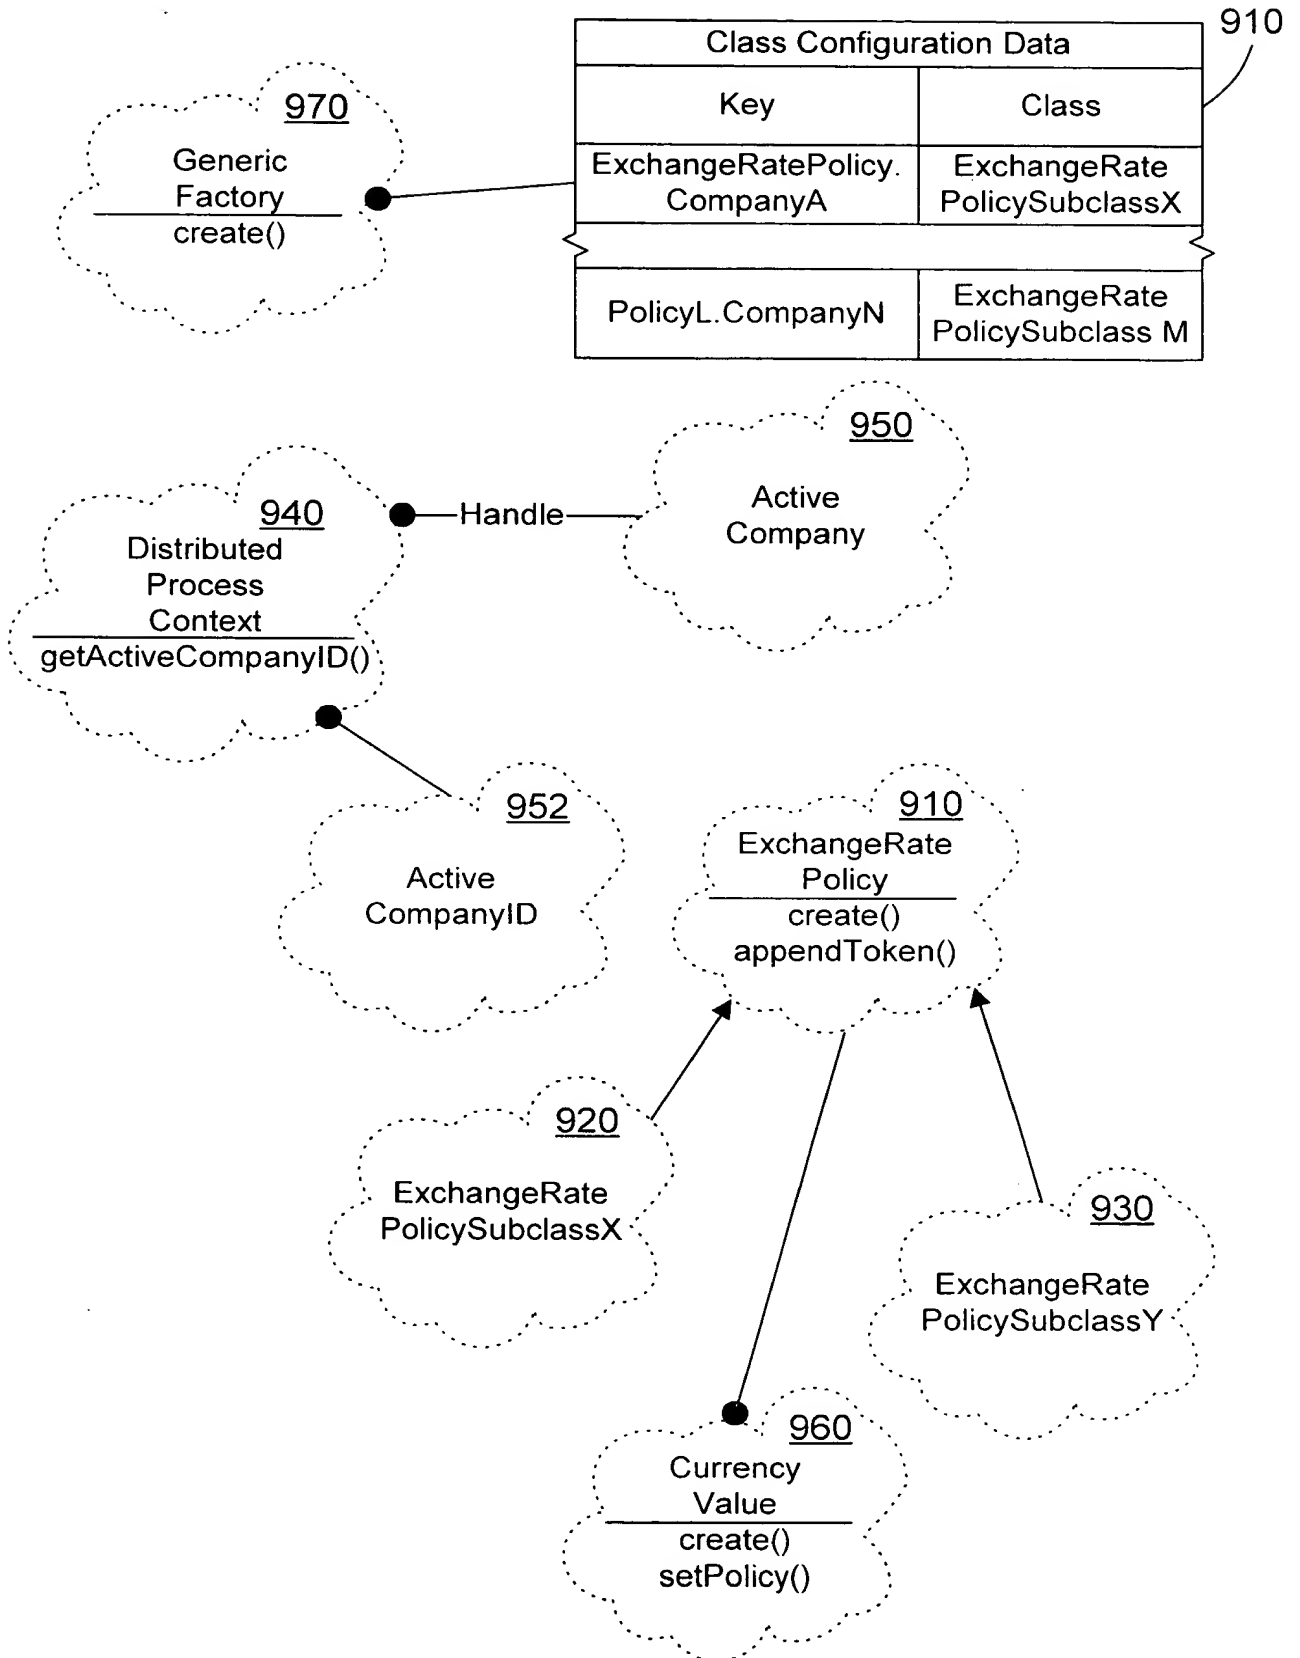 910
Class Configuration Data
Key
Class
ExchangeRatePolicy.
CompanyA
ExchangeRate
PolicySubclassX
PolicyL.CompanyN
ExchangeRate
PolicySubclass M
970
Generic
Factory
create()
950
Active
Company
Handle
940
Distributed
Process
Context
getActiveCompanyID()
952
Active
CompanyID
910
ExchangeRate
Policy
create()
appendToken()
920
ExchangeRate
PolicySubclassX
930
ExchangeRate
PolicySubclassY
960
Currency
Value
create()
setPolicy()